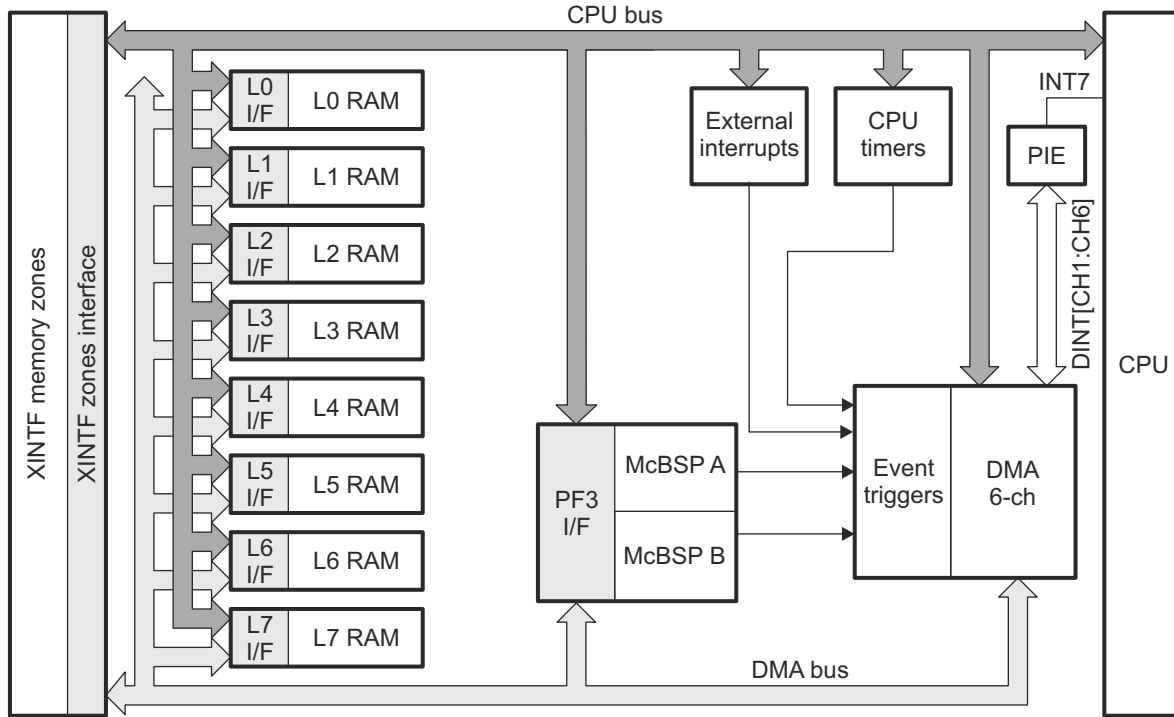 CPU bus
XINTF memory zones
XINTF zones interface
L0
I/F
L0 RAM
L1
I/F
L1 RAM
L2
I/F
L2 RAM
L3
I/F
L3 RAM
L4
I/F
L4 RAM
L5
I/F
L5 RAM
L6
I/F
L6 RAM
L7
I/F
L7 RAM
External
interrupts
CPU
timers
INT7
PIE
DINT[CH1:CH6]
CPU
PF3
I/F
McBSP A
McBSP B
Event
triggers
DMA
6-ch
DMA bus